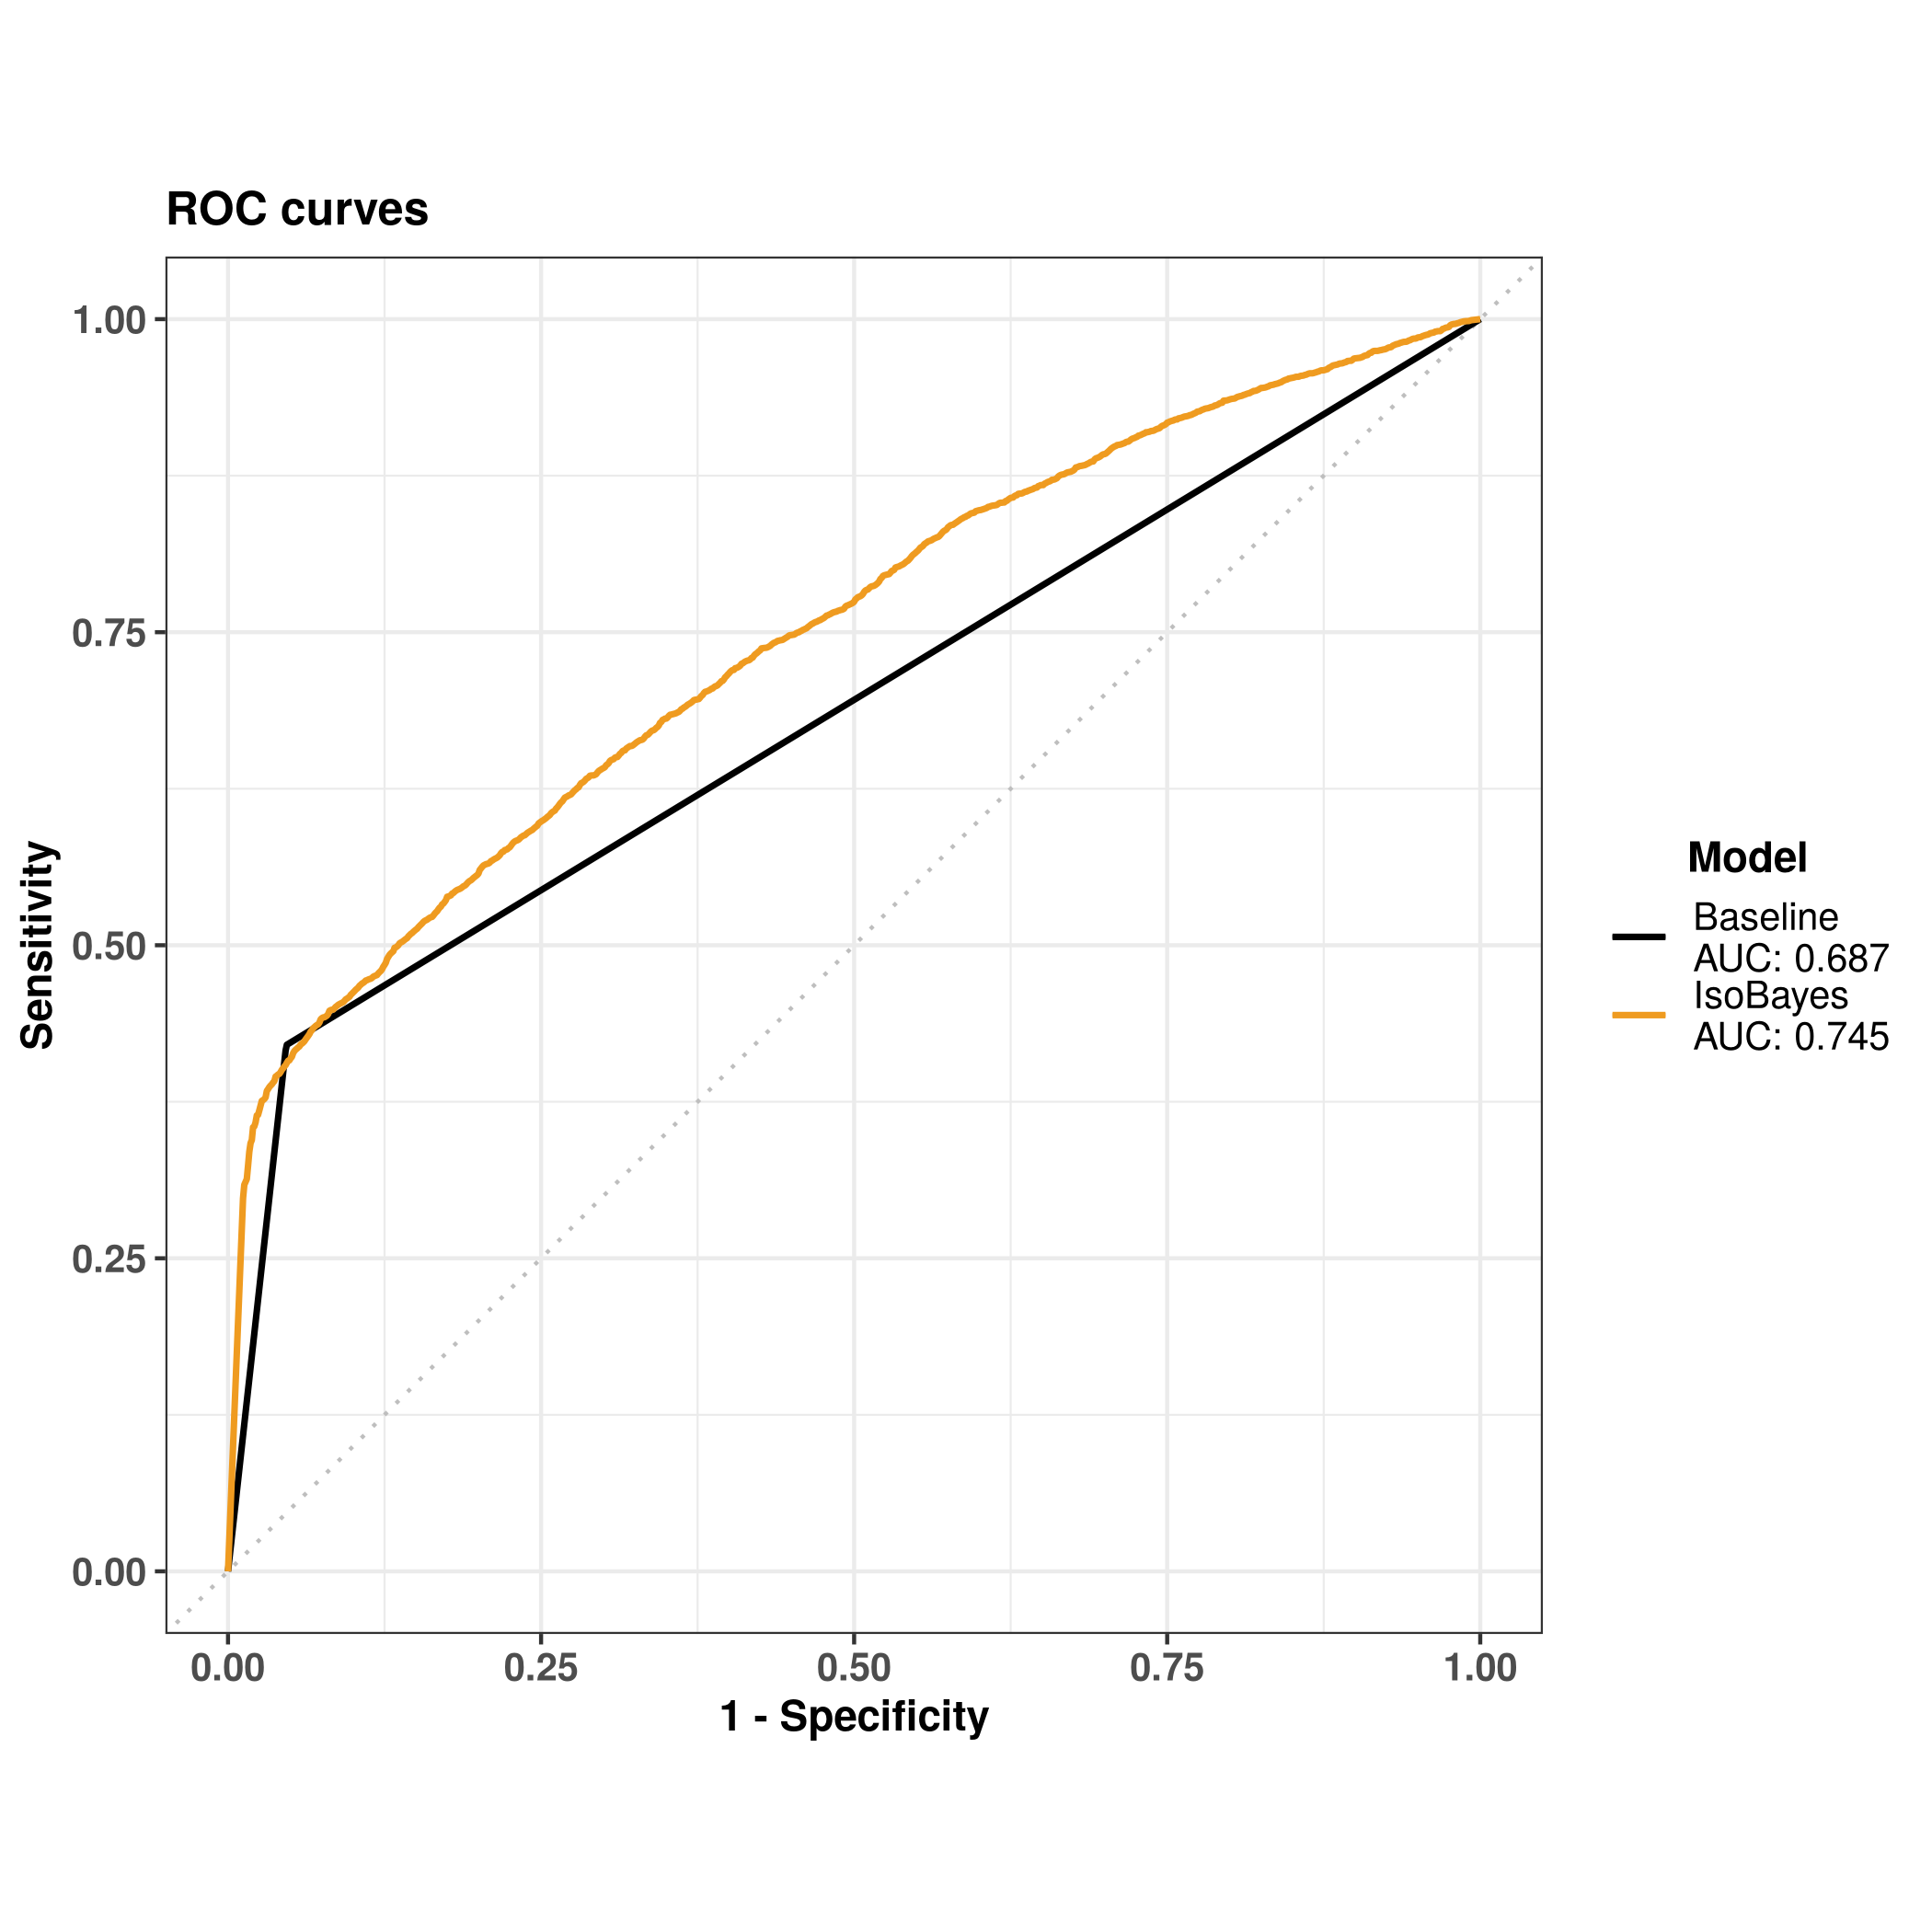 ROC curves
1.00
0.75
0.50
0.25
0.00
Sensitivity
0.00 0.25 0.50 0.75 1.00
1 - Specificity
Model
Baseline
AUC: 0.687
IsoBayes
AUC: 0.745